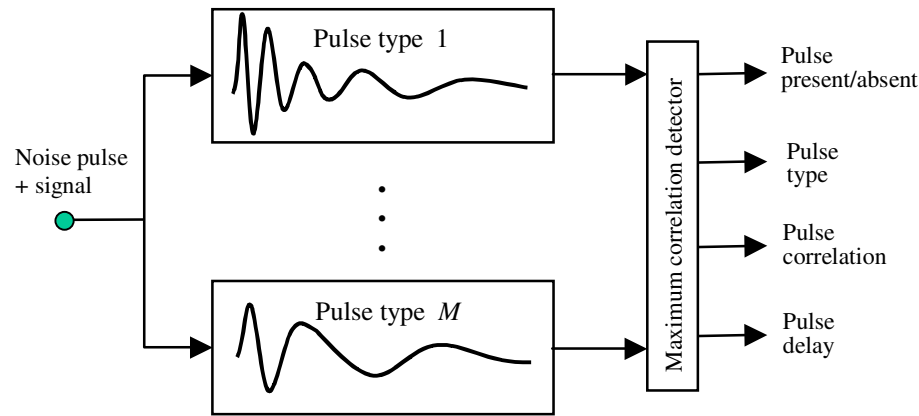 Noise pulse
+ signal
Pulse type 1
Pulse type M
Maximum correlation detector
Pulse
present/absent
Pulse
type
Pulse
correlation
Pulse
delay